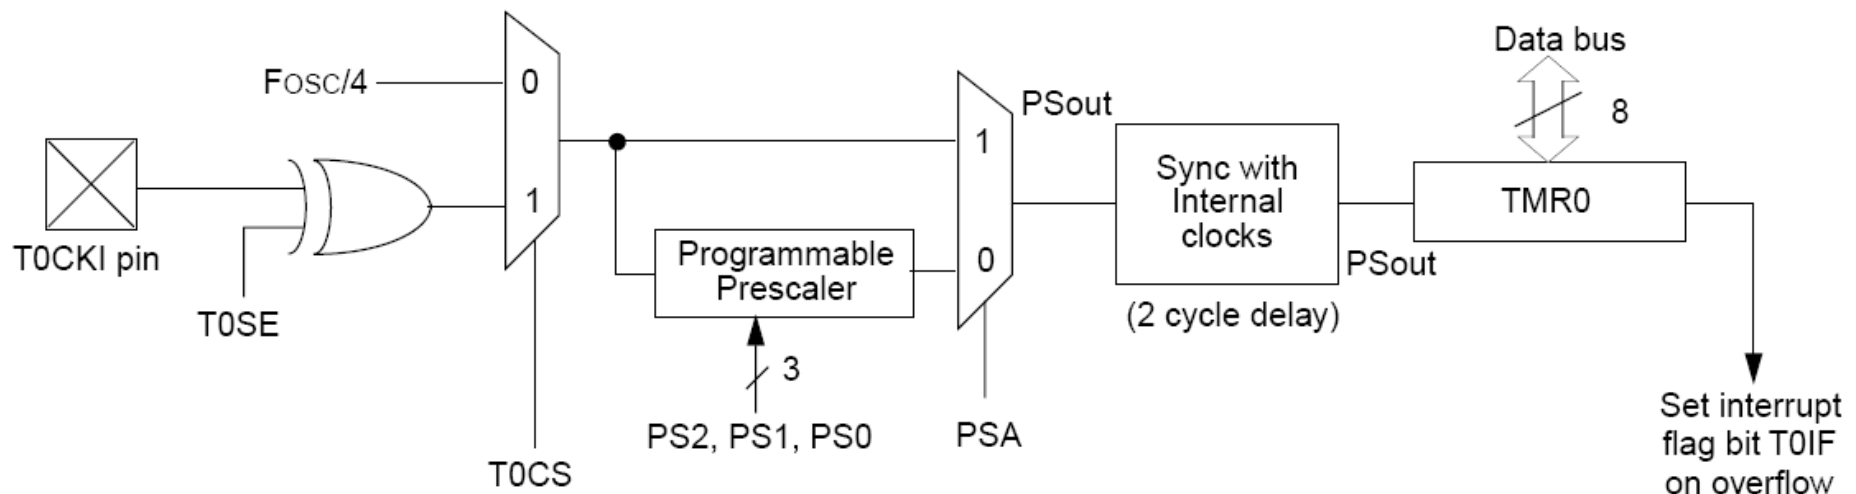 Data bus
8
FOSC/4
0
PSout
1
1
Sync with
Internal
clocks
TMR0
T0CKI pin
T0SE
Programmable
Prescaler
0
PSout
(2 cycle delay)
3
PS2, PS1, PS0
PSA
T0CS
Set interrupt
flag bit T0IF
on overflow